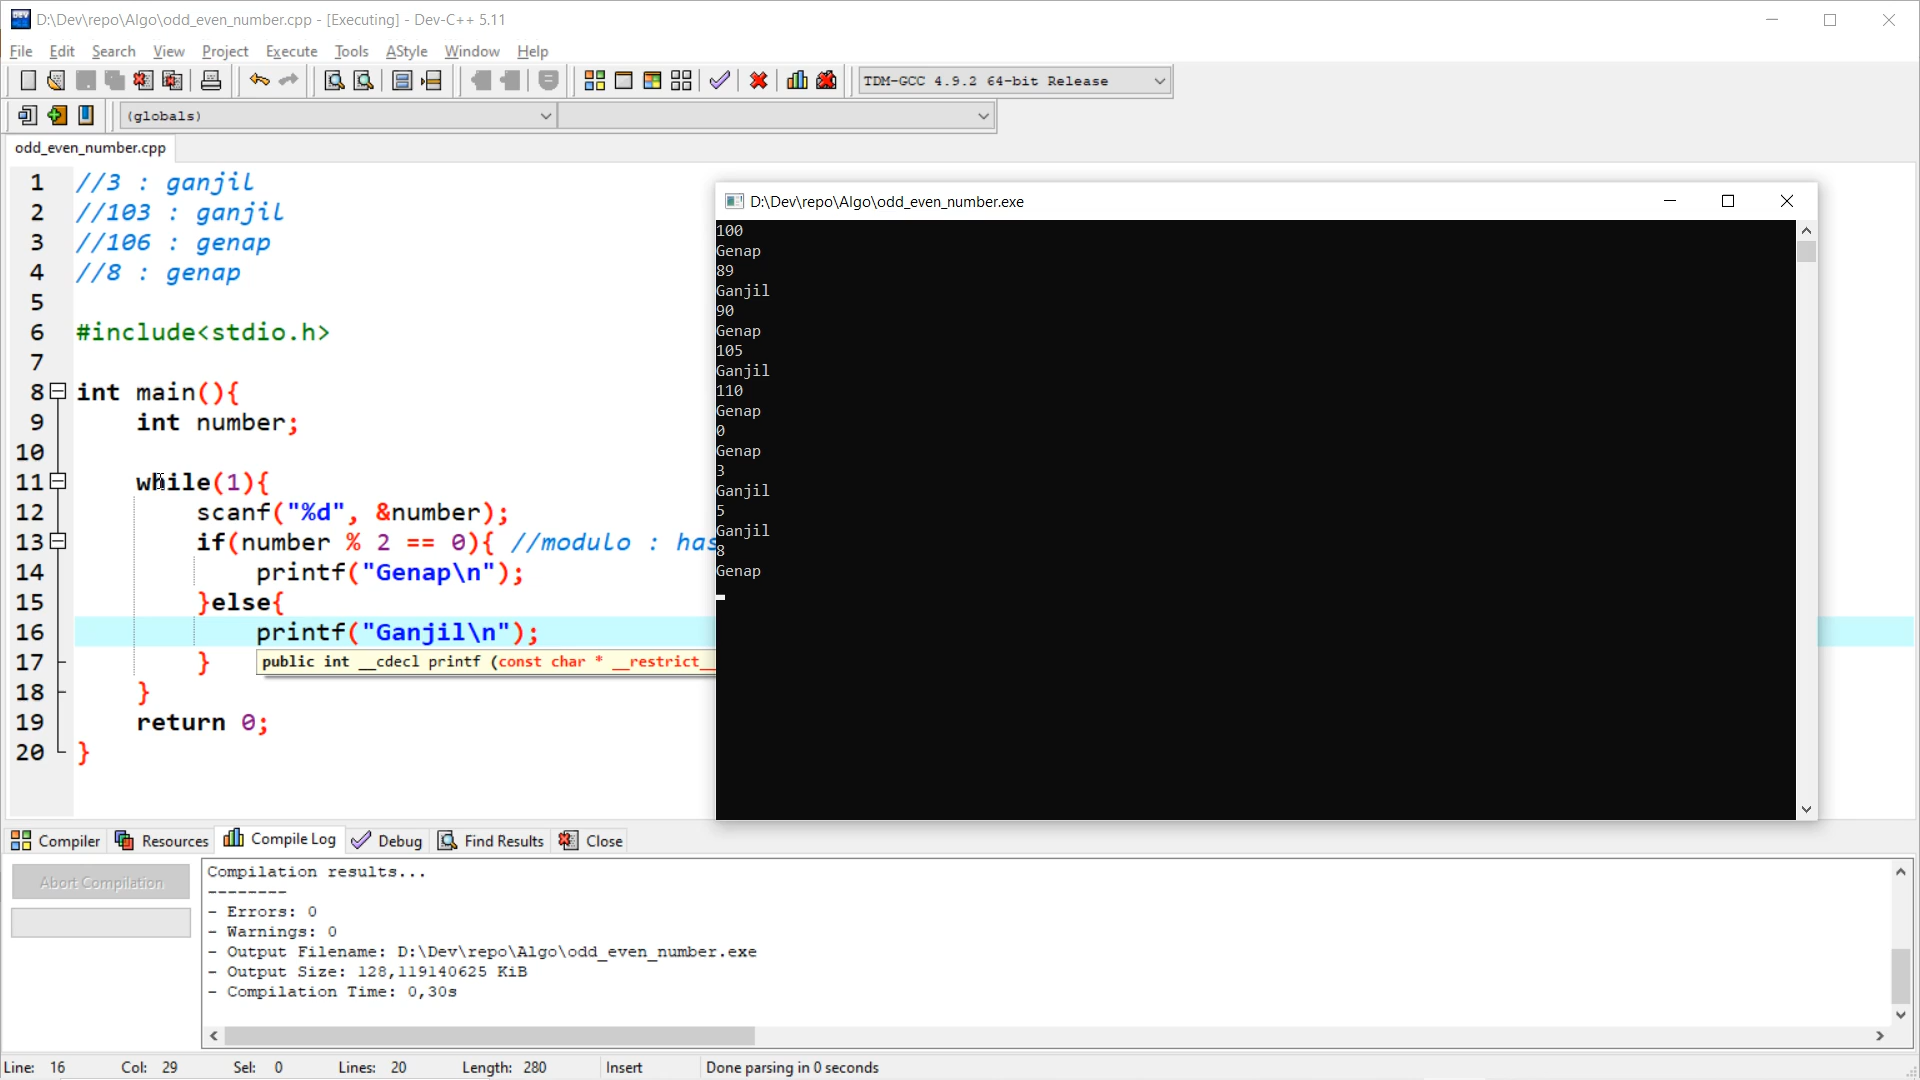 D:\Dev\repo\Algo\odd_even_number.cpp - [Executing] - Dev-C++ 5.11
File Edit Search View Project Execute Tools AStyle Window Help
TDM-GCC 4.9.2 64-bit Release
(globals)
odd_even_number.cpp
1 //3 : ganjil
2 //103 : ganjil
3 //106 : genap
4 //8 : genap
5
6 #include<stdio.h>
7
8 int main(){
9 int number;
10
11 while(1){
12 scanf("%d", &number);
13 if(number % 2 == 0){ //modulo : has
14 printf("Genap\n");
15 }else{
16 printf("Ganjil\n");
17 }
public int __cdecl printf (const char * __restrict__
18 }
19 return 0;
20 }
D:\Dev\repo\Algo\odd_even_number.exe
100
Genap
89
Ganjil
90
Genap
105
Ganjil
110
Genap
0
Genap
3
Ganjil
5
Ganjil
8
Genap
Compiler Resources Compile Log Debug Find Results Close
Abort Compilation
Compilation results...
--------
- Errors: 0
- Warnings: 0
- Output Filename: D:\Dev\repo\Algo\odd_even_number.exe
- Output Size: 128,119140625 KiB
- Compilation Time: 0,30s
Line: 16 Col: 29 Sel: 0 Lines: 20 Length: 280 Insert Done parsing in 0 seconds